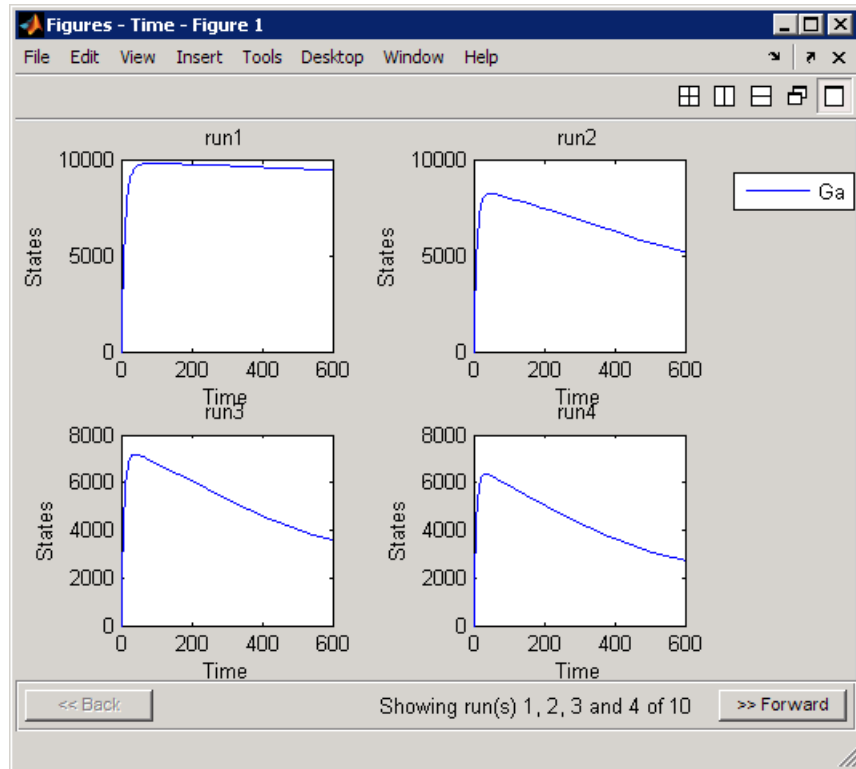 Figures - Time - Figure 1
File Edit View Insert Tools Desktop Window Help
run1
10000
5000
0
States
0 200 400 600
Time
run2
10000
5000
0
States
0 200 400 600
Time
Ga
run3
8000
6000
4000
2000
0
States
0 200 400 600
Time
run4
8000
6000
4000
2000
0
States
0 200 400 600
Time
<< Back
Showing run(s) 1, 2, 3 and 4 of 10
>> Forward